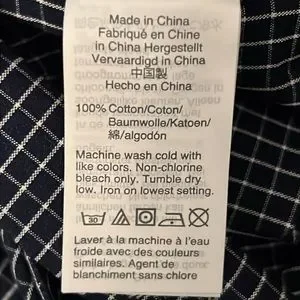 Made in China
Fabriqué en Chine
in China Hergestellt
Vervaardigd in China
中国製
Hecho en China
100% Cotton/Coton/
Baumwolle/Katoen/
綿/algodón
Machine wash cold with
like colors. Non-chlorine
bleach only. Tumble dry
low. Iron on lowest setting.
30
Laver à la machine à l'eau
froide avec des couleurs
similaires. Agent de
blanchiment sans chlore